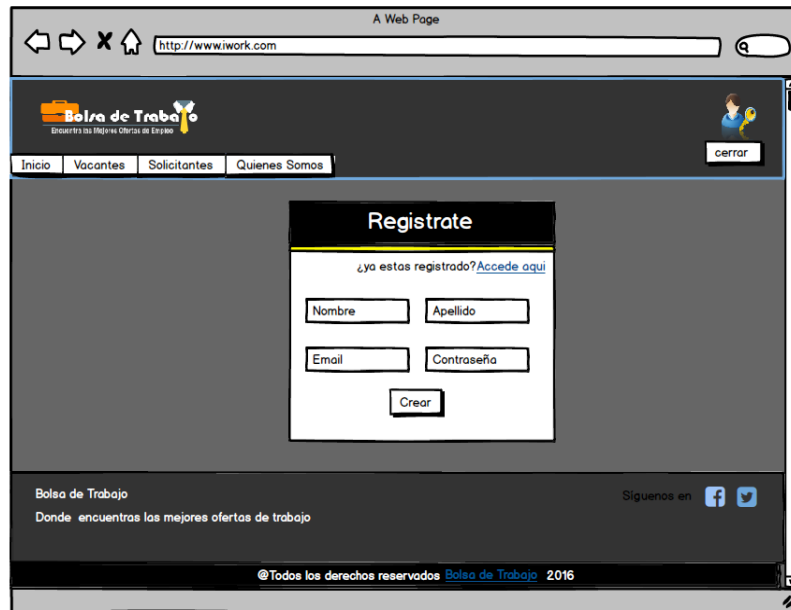 A Web Page
http://www.iwork.com
Bolsa de Trabajo
Encuentra las Mejores Ofertas de Empleo
cerrar
Inicio Vacantes Solicitantes Quienes Somos
Registrate
¿ya estas registrado?Accede aqui
Nombre Apellido
Email Contraseña
Crear
Bolsa de Trabajo
Siguenos en
Donde encuentras las mejores ofertas de trabajo
@Todos los derechos reservados Bolsa de Trabajo 2016